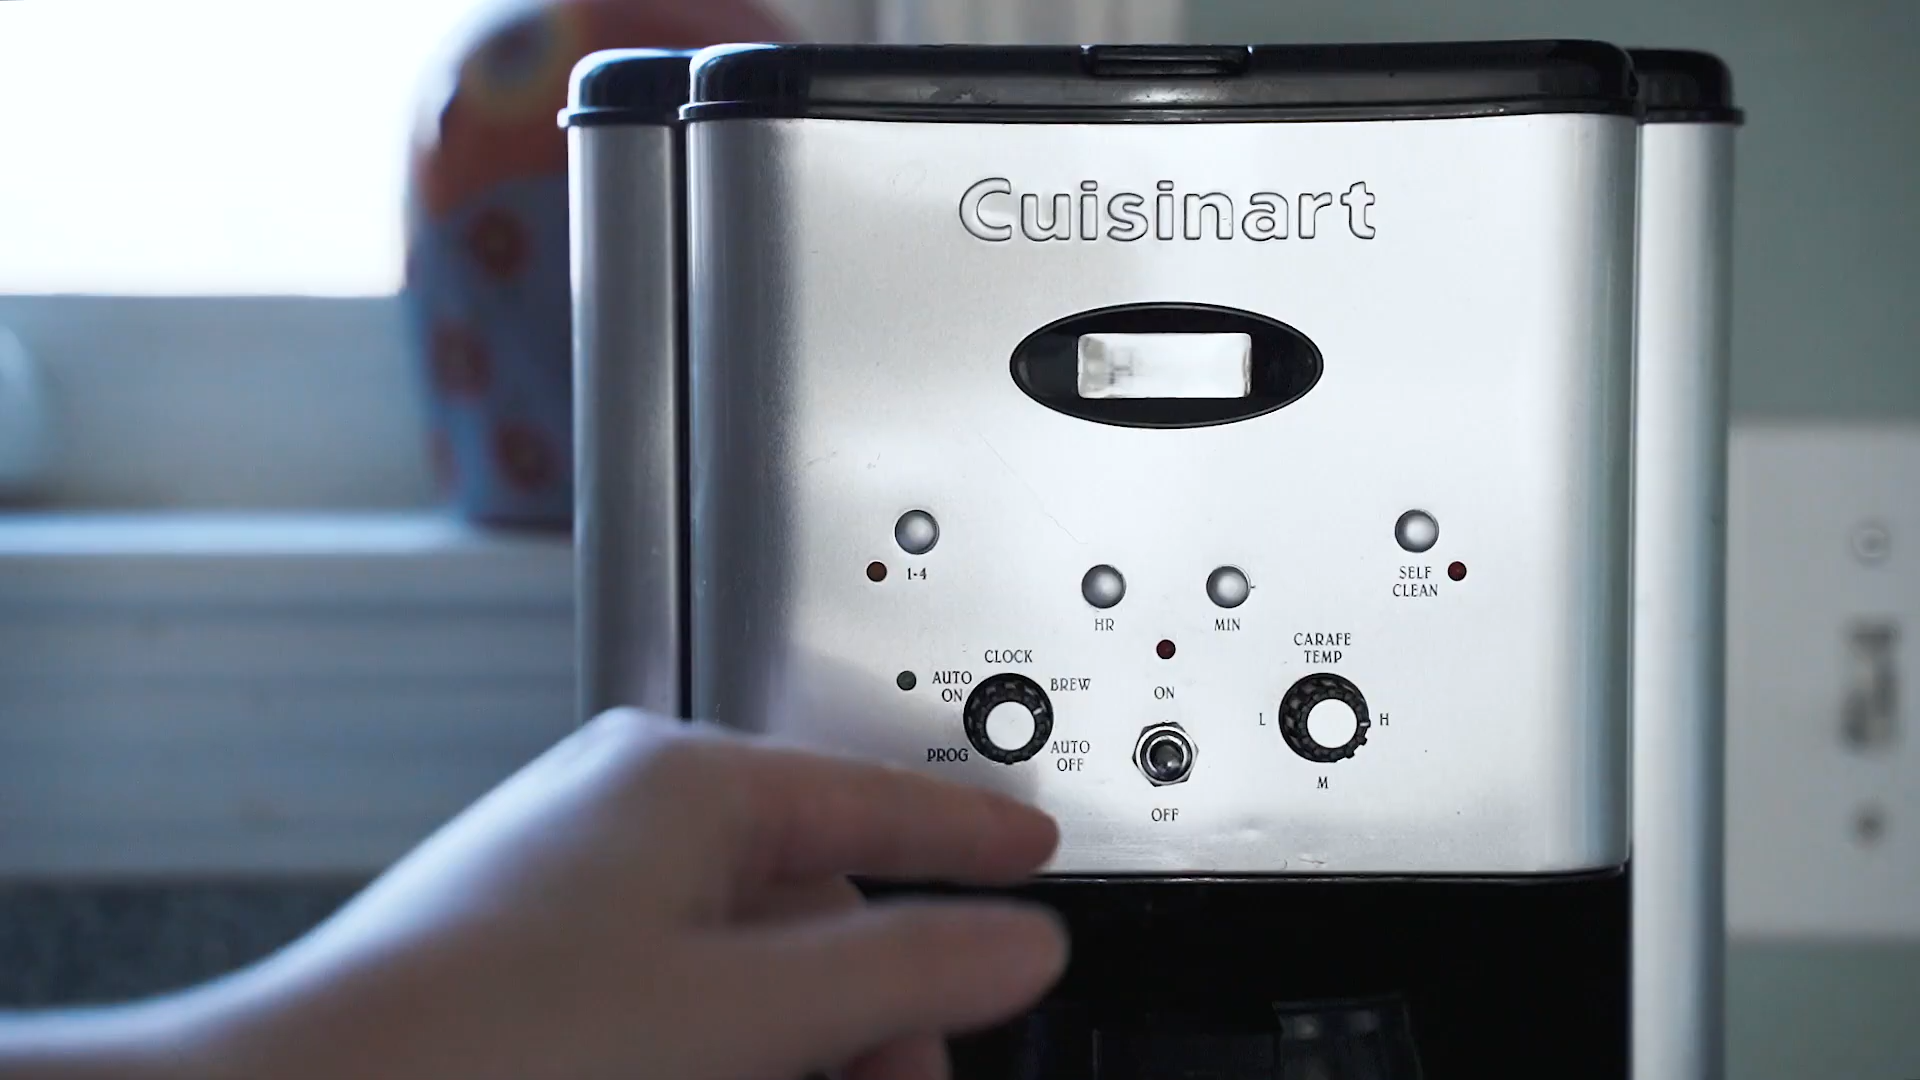 Cuisinart
1-4
SELF
CLEAN
HR
MIN
CARAFE
TEMP
CLOCK
AUTO
ON
BREW
ON
L
H
PROG
AUTO
OFF
M
OFF